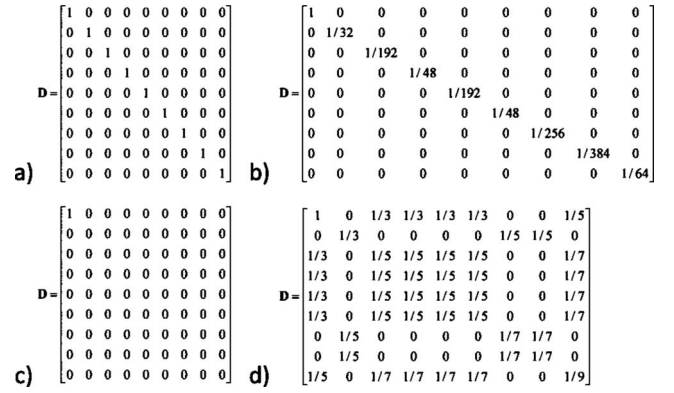 1 0 0 0 0 0 0 0 0
0 1 0 0 0 0 0 0 0
0 0 1 0 0 0 0 0 0
0 0 0 1 0 0 0 0 0
D = 0 0 0 0 1 0 0 0 0
0 0 0 0 0 1 0 0 0
0 0 0 0 0 0 1 0 0
0 0 0 0 0 0 0 1 0
a) 0 0 0 0 0 0 0 0 1
1 0 0 0 0 0 0 0 0
0 1/32 0 0 0 0 0 0 0
0 0 1/192 0 0 0 0 0 0
0 0 0 1/48 0 0 0 0 0
D = 0 0 0 0 1/192 0 0 0 0
0 0 0 0 0 1/48 0 0 0
0 0 0 0 0 0 1/256 0 0
0 0 0 0 0 0 0 1/384 0
b) 0 0 0 0 0 0 0 0 1/64
1 0 0 0 0 0 0 0 0
0 0 0 0 0 0 0 0 0
0 0 0 0 0 0 0 0 0
0 0 0 0 0 0 0 0 0
D = 0 0 0 0 0 0 0 0 0
0 0 0 0 0 0 0 0 0
0 0 0 0 0 0 0 0 0
0 0 0 0 0 0 0 0 0
c) 0 0 0 0 0 0 0 0 0
1 0 1/3 1/3 1/3 1/3 0 0 1/5
0 1/3 0 0 0 0 1/5 1/5 0
1/3 0 1/5 1/5 1/5 1/5 0 0 1/7
1/3 0 1/5 1/5 1/5 1/5 0 0 1/7
D = 1/3 0 1/5 1/5 1/5 1/5 0 0 1/7
1/3 0 1/5 1/5 1/5 1/5 0 0 1/7
0 1/5 0 0 0 0 1/7 1/7 0
0 1/5 0 0 0 0 1/7 1/7 0
d) 1/5 0 1/7 1/7 1/7 1/7 0 0 1/9